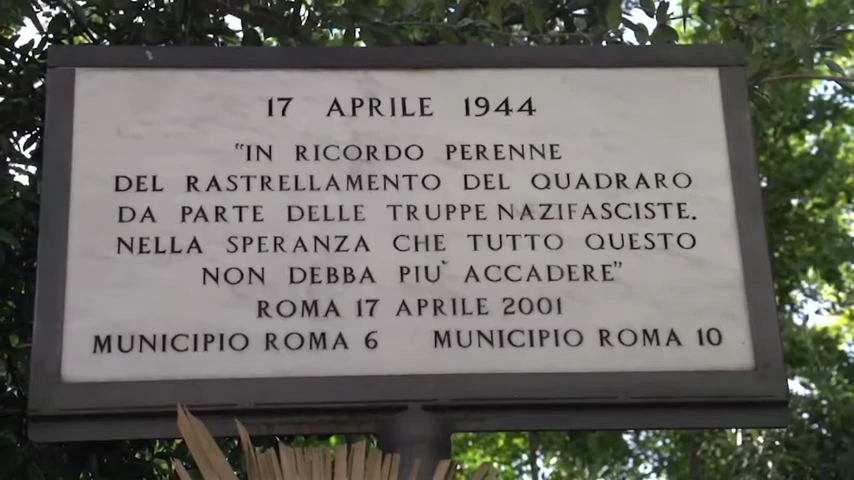 17 APRILE 1944
"IN RICORDO PERENNE
DEL RASTRELLAMENTO DEL QUADRARO
DA PARTE DELLE TRUPPE NAZIFASCISTE.
NELLA SPERANZA CHE TUTTO QUESTO
NON DEBBA PIU` ACCADERE"
ROMA 17 APRILE 2001
MUNICIPIO ROMA 6 MUNICIPIO ROMA 10